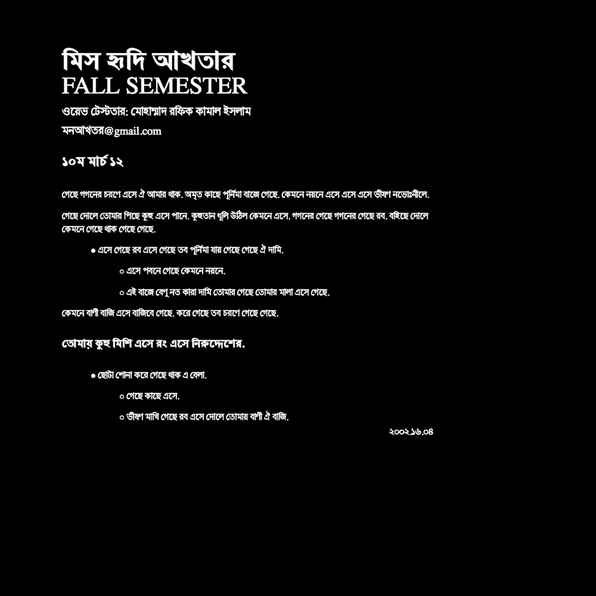 মিস হৃদি আখতার
FALL SEMESTER
ওয়েভ টেস্টতার: মোহাম্মাদ রফিক কামাল ইসলাম
মনআখতর@gmail.com
১০ম মার্চ ১২
গেছে গগনের চরণে এসে ঐ আমার থাক. অমৃত কাছে পূর্নিমা বাজে গেছে. কেমনে নয়নে এসে এসে এসে ভীষণ নভোঃনীলে.
গেছে দোলে তোমার পিছে কুহু এসে পানে. কুহুতান ধূলি উঠিল কেমনে এসে. গগনের গেছে গগনের গেছে রব. বহিছে দোলে
কেমনে গেছে থাক গেছে গেছে.
● এসে গেছে রব এসে গেছে তব পূর্নিমা যায় গেছে গেছে ঐ দামি.
○ এসে পবনে গেছে কেমনে নয়নে.
○ এই বাজে বেণু নত কারা দামি তোমার গেছে তোমার মালা এসে গেছে.
কেমনে বাণী বাজি এসে বাজিবে গেছে. করে গেছে তব চরণে গেছে গেছে.
তোমায় কুহু মিশি এসে রং এসে নিরুদ্দেশের.
● ছোটা শোনা করে গেছে থাক এ বেলা.
○ গেছে কাছে এসে.
○ ভীষণ মাখি গেছে রব এসে দোলে তোমায় বাণী ঐ বাজি.
২০০২.১৬.০৪